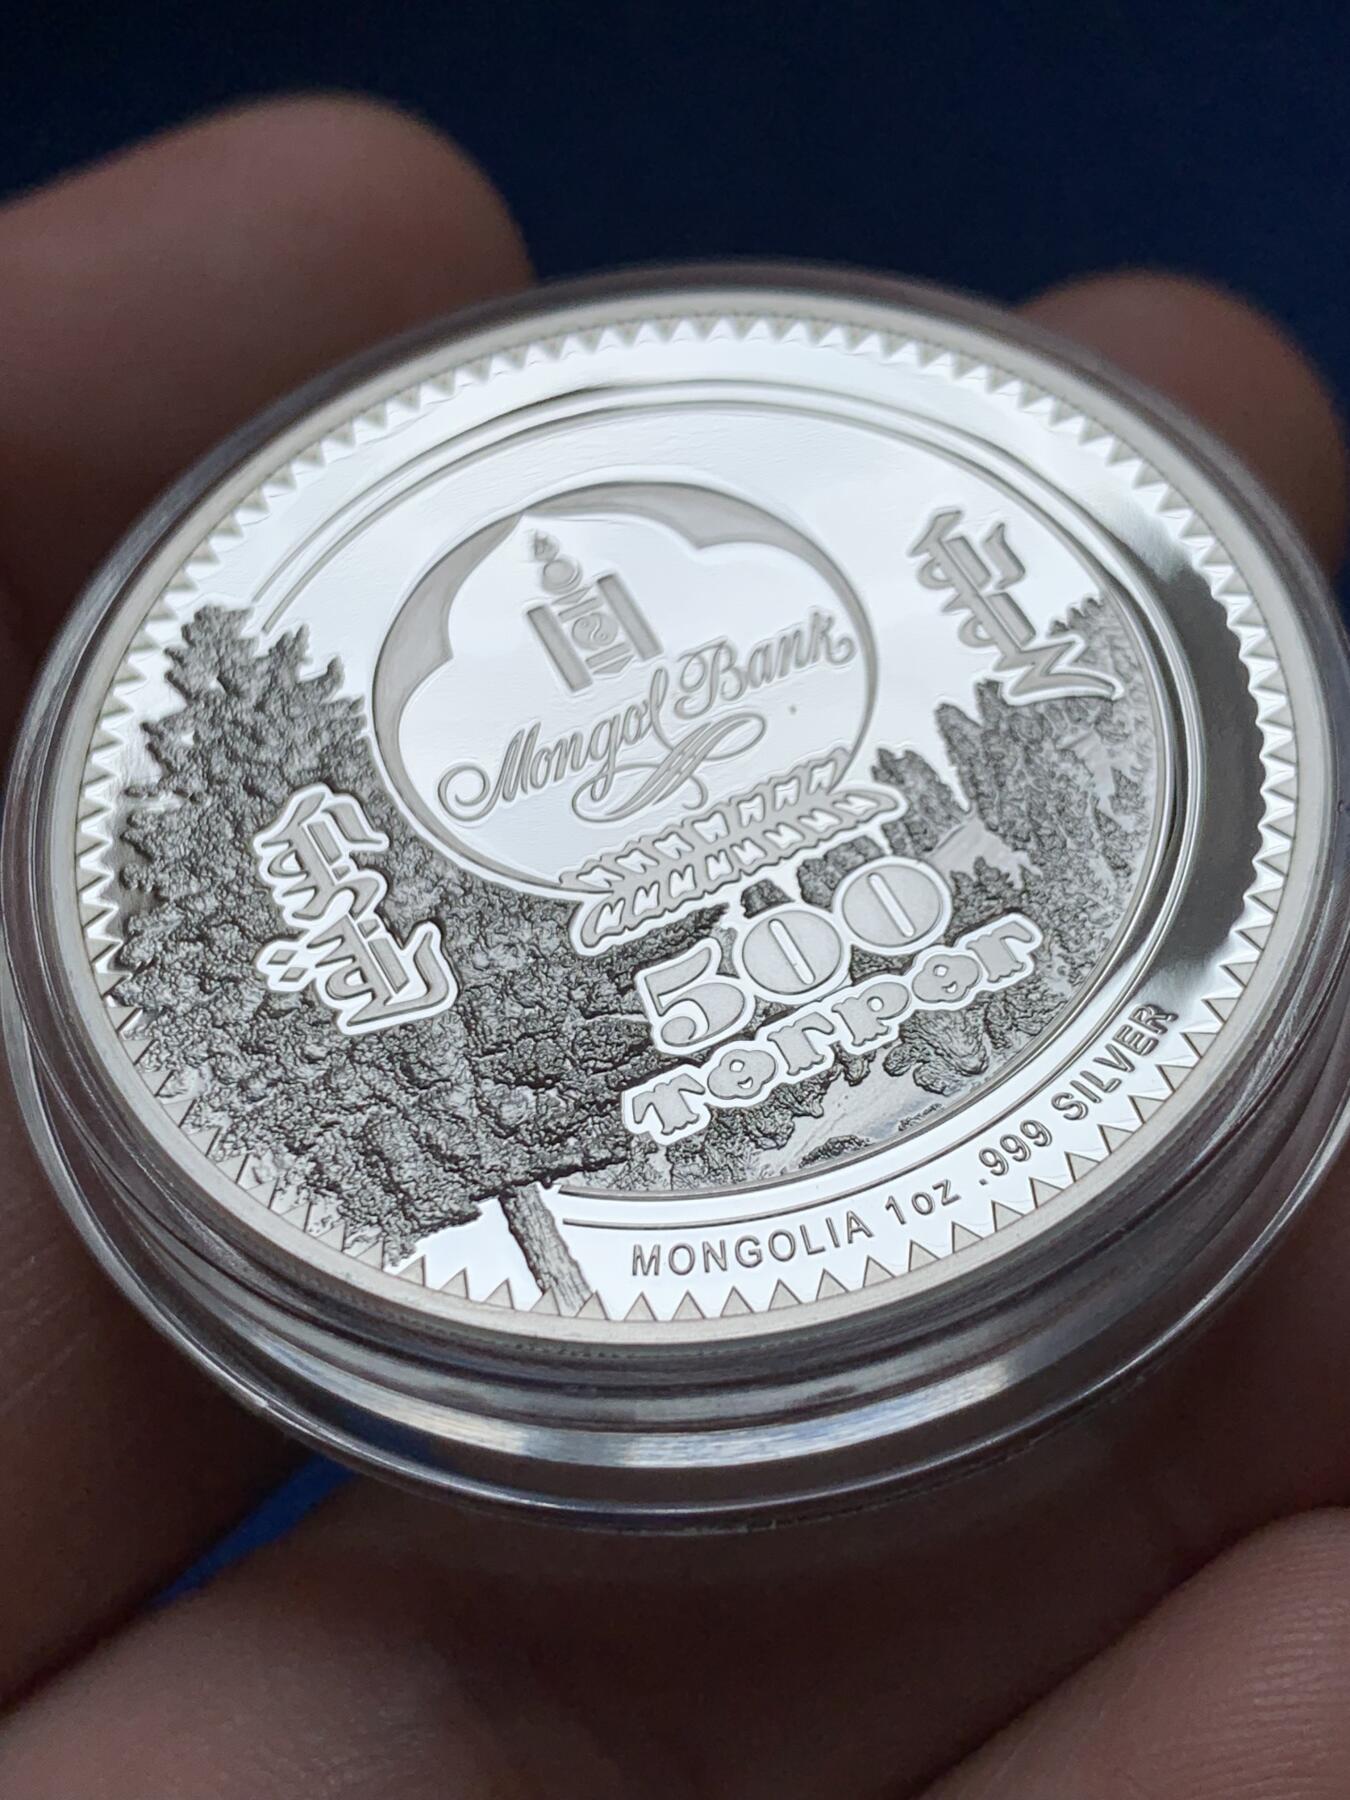 Mongol Bank
500
төгрөг
MONGOLIA 1oz .999 SILVER